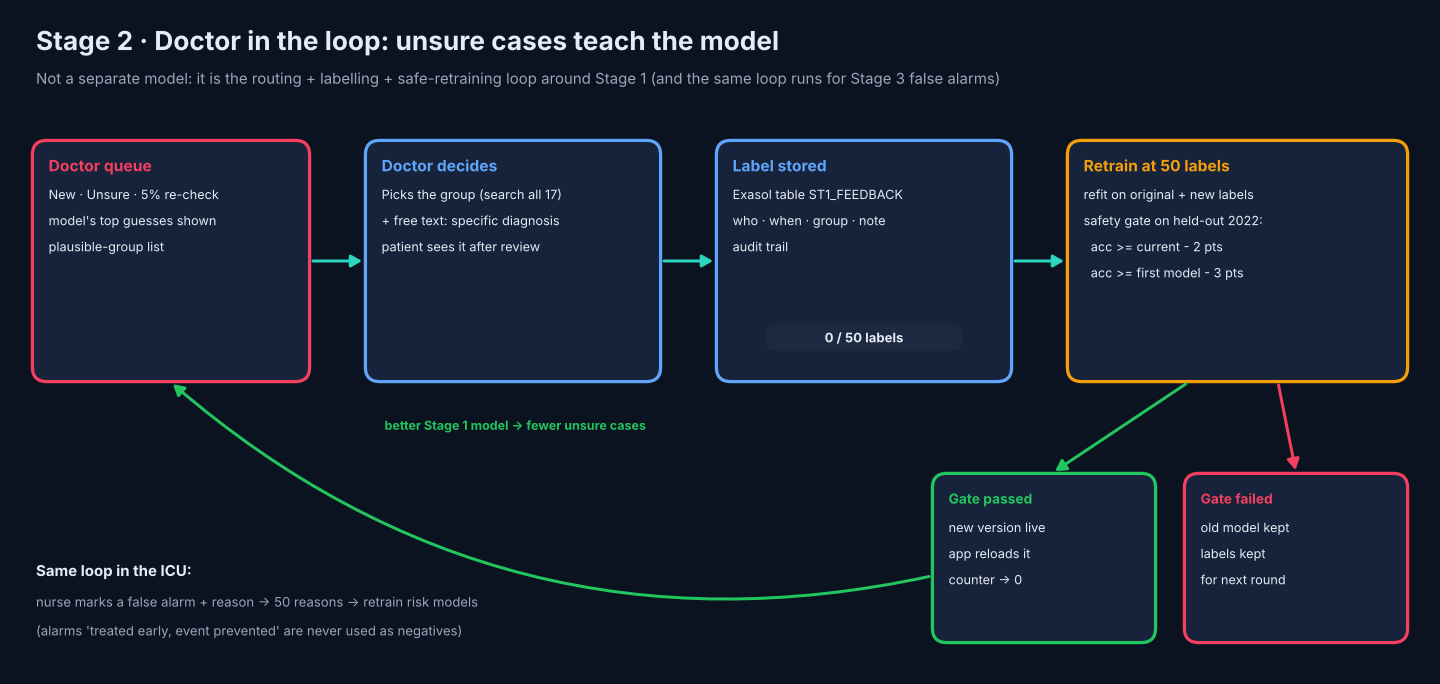 Stage 2 · Doctor in the loop: unsure cases teach the model
Not a separate model: it is the routing + labelling + safe-retraining loop around Stage 1 (and the same loop runs for Stage 3 false alarms)
Doctor queue
New · Unsure · 5% re-check
model's top guesses shown
plausible-group list
Doctor decides
Picks the group (search all 17)
+ free text: specific diagnosis
patient sees it after review
Label stored
Exasol table ST1_FEEDBACK
who · when · group · note
audit trail
0 / 50 labels
Retrain at 50 labels
refit on original + new labels
safety gate on held-out 2022:
acc >= current - 2 pts
acc >= first model - 3 pts
better Stage 1 model → fewer unsure cases
Gate passed
new version live
app reloads it
counter → 0
Gate failed
old model kept
labels kept
for next round
Same loop in the ICU:
nurse marks a false alarm + reason → 50 reasons → retrain risk models
(alarms 'treated early, event prevented' are never used as negatives)